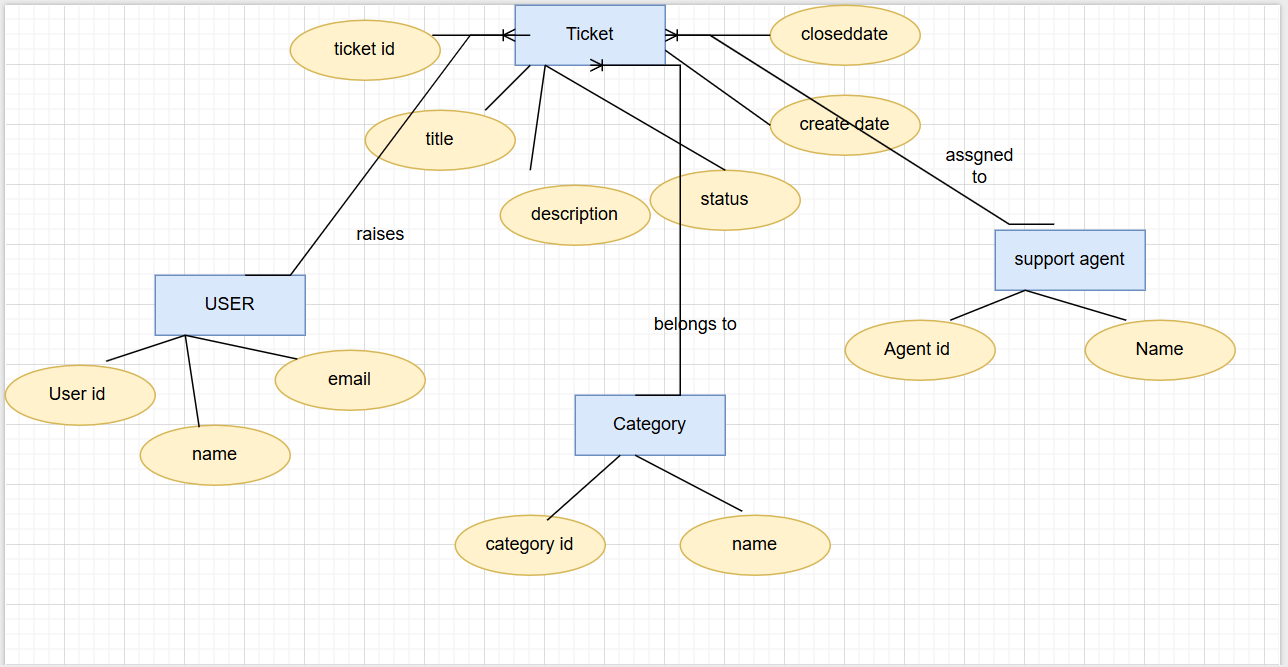 Ticket
closeddate
ticket id
create date
title
assgned
to
status
description
raises
support agent
USER
belongs to
Agent id
Name
email
User id
Category
name
category id
name